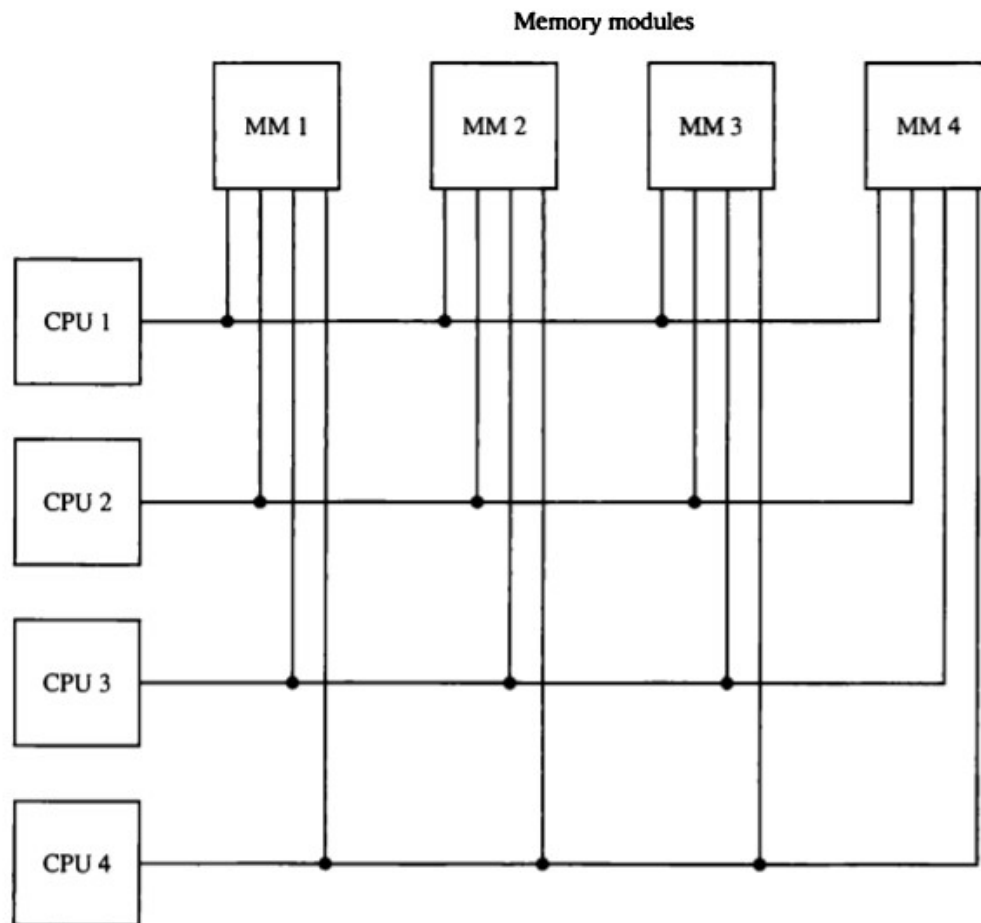 Memory modules
MM 1
MM 2
MM 3
MM 4
CPU 1
CPU 2
CPU 3
CPU 4